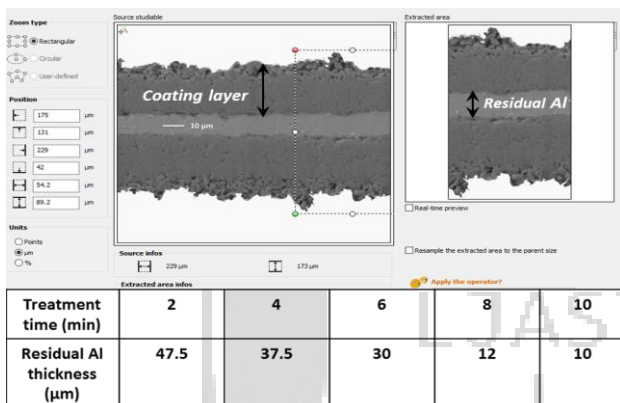 Source studiable
Extracted area
Zoom type
Rectangular
Circular
User-defined
Coating layer
Residual Al
10 µm
Position
175 µm
131 µm
229 µm
42 µm
54.2 µm
89.2 µm
Real-time preview
Units
Points
µm
%
Source infos
229 µm 173 µm
Resample the extracted area to the parent size
Extracted area infos
Apply the operator?
Treatment time (min) 2 4 6 8 10
Residual Al thickness (µm) 47.5 37.5 30 12 10
LJAST